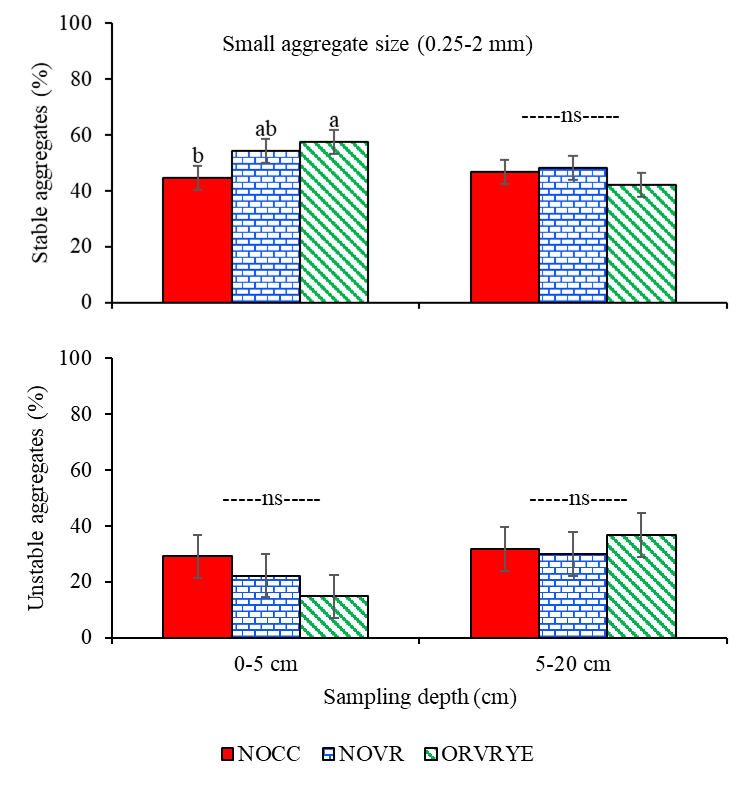 Small aggregate size (0.25-2 mm)
Stable aggregates (%)
100
80
60
40
20
0
b
ab
a
-----ns-----
Unstable aggregates (%)
100
80
60
40
20
0
-----ns-----
-----ns-----
0-5 cm
5-20 cm
Sampling depth (cm)
NOCC NOVR ORVRYE